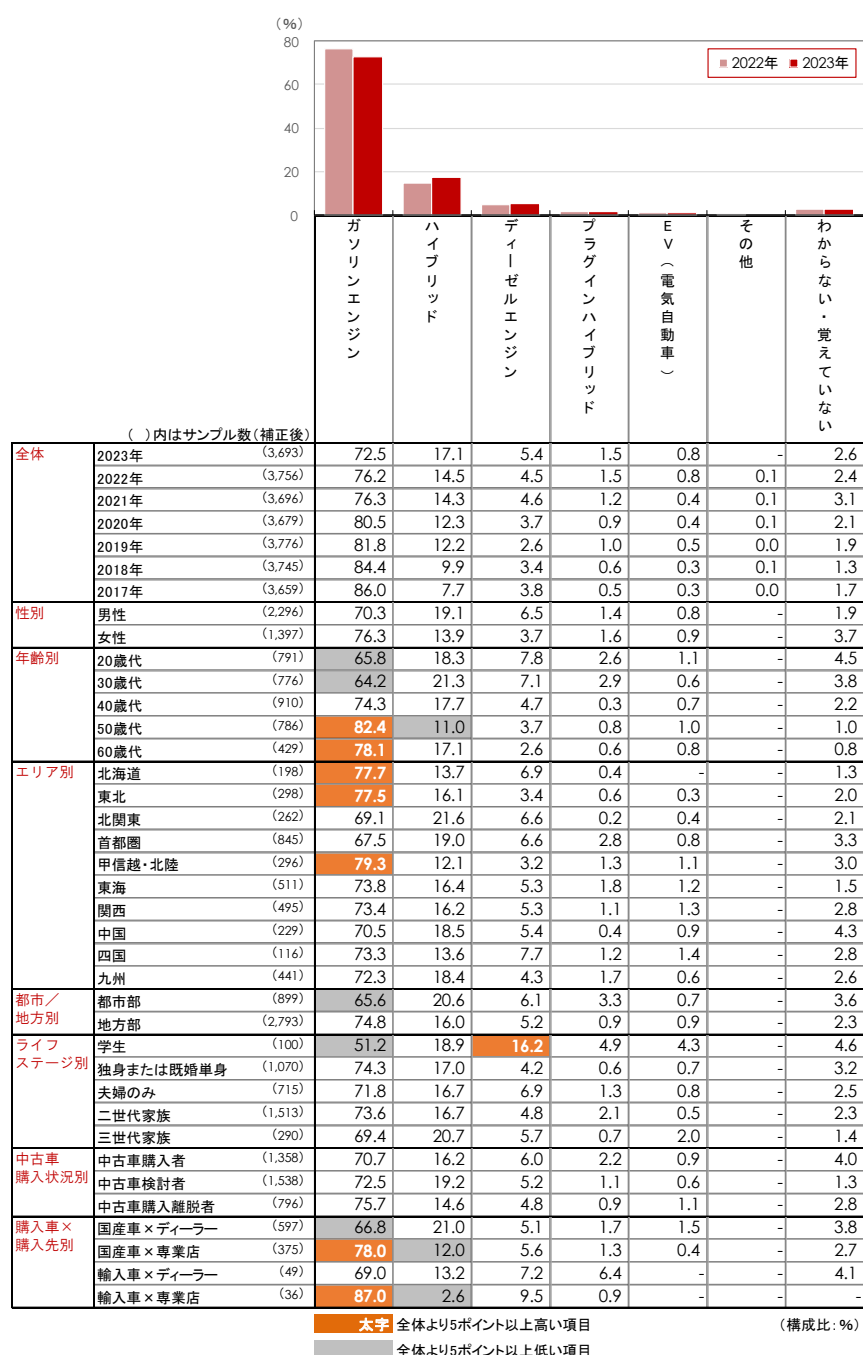 （%）
80
60
40
20
0
2022年 2023年
ガソリンエンジン
ハイブリッド
ディーゼルエンジン
プラグインハイブリッド
EV（電気自動車）
その他
わからない・覚えていない
（ ）内はサンプル数（補正後）
全体 2023年 (3,693) 72.5 17.1 5.4 1.5 0.8 - 2.6
2022年 (3,756) 76.2 14.5 4.5 1.5 0.8 0.1 2.4
2021年 (3,696) 76.3 14.3 4.6 1.2 0.4 0.1 3.1
2020年 (3,679) 80.5 12.3 3.7 0.9 0.4 0.1 2.1
2019年 (3,776) 81.8 12.2 2.6 1.0 0.5 0.0 1.9
2018年 (3,745) 84.4 9.9 3.4 0.6 0.3 0.1 1.3
2017年 (3,659) 86.0 7.7 3.8 0.5 0.3 0.0 1.7
性別 男性 (2,296) 70.3 19.1 6.5 1.4 0.8 - 1.9
女性 (1,397) 76.3 13.9 3.7 1.6 0.9 - 3.7
年齢別 20歳代 (791) 65.8 18.3 7.8 2.6 1.1 - 4.5
30歳代 (776) 64.2 21.3 7.1 2.9 0.6 - 3.8
40歳代 (910) 74.3 17.7 4.7 0.3 0.7 - 2.2
50歳代 (786) 82.4 11.0 3.7 0.8 1.0 - 1.0
60歳代 (429) 78.1 17.1 2.6 0.6 0.8 - 0.8
エリア別 北海道 (198) 77.7 13.7 6.9 0.4 - - 1.3
東北 (298) 77.5 16.1 3.4 0.6 0.3 - 2.0
北関東 (262) 69.1 21.6 6.6 0.2 0.4 - 2.1
首都圏 (845) 67.5 19.0 6.6 2.8 0.8 - 3.3
甲信越・北陸 (296) 79.3 12.1 3.2 1.3 1.1 - 3.0
東海 (511) 73.8 16.4 5.3 1.8 1.2 - 1.5
関西 (495) 73.4 16.2 5.3 1.1 1.3 - 2.8
中国 (229) 70.5 18.5 5.4 0.4 0.9 - 4.3
四国 (116) 73.3 13.6 7.7 1.2 1.4 - 2.8
九州 (441) 72.3 18.4 4.3 1.7 0.6 - 2.6
都市／地方別 都市部 (899) 65.6 20.6 6.1 3.3 0.7 - 3.6
地方部 (2,793) 74.8 16.0 5.2 0.9 0.9 - 2.3
ライフステージ別 学生 (100) 51.2 18.9 16.2 4.9 4.3 - 4.6
独身または既婚単身 (1,070) 74.3 17.0 4.2 0.6 0.7 - 3.2
夫婦のみ (715) 71.8 16.7 6.9 1.3 0.8 - 2.5
二世代家族 (1,513) 73.6 16.7 4.8 2.1 0.5 - 2.3
三世代家族 (290) 69.4 20.7 5.7 0.7 2.0 - 1.4
中古車購入状況別 中古車購入者 (1,358) 70.7 16.2 6.0 2.2 0.9 - 4.0
中古車検討者 (1,538) 72.5 19.2 5.2 1.1 0.6 - 1.3
中古車購入離脱者 (796) 75.7 14.6 4.8 0.9 1.1 - 2.8
購入車×購入先別 国産車×ディーラー (597) 66.8 21.0 5.1 1.7 1.5 - 3.8
国産車×専業店 (375) 78.0 12.0 5.6 1.3 0.4 - 2.7
輸入車×ディーラー (49) 69.0 13.2 7.2 6.4 - - 4.1
輸入車×専業店 (36) 87.0 2.6 9.5 0.9 - - -
太字 全体より5ポイント以上高い項目 （構成比：%）
全体より5ポイント以上低い項目